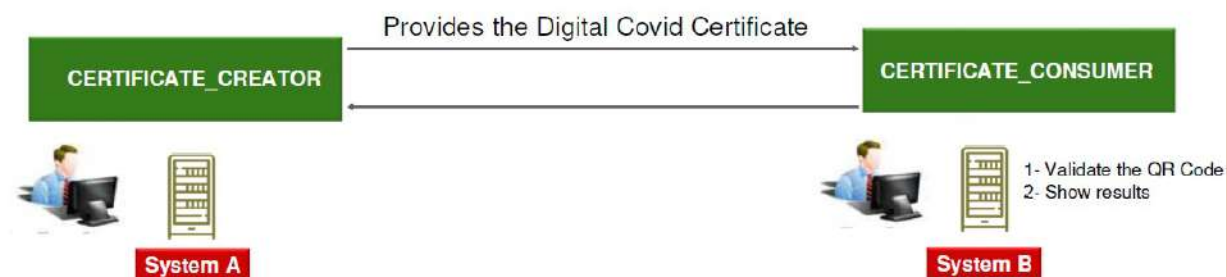 Provides the Digital Covid Certificate
CERTIFICATE_CREATOR
CERTIFICATE_CONSUMER
1- Validate the QR Code
2- Show results
System A
System B